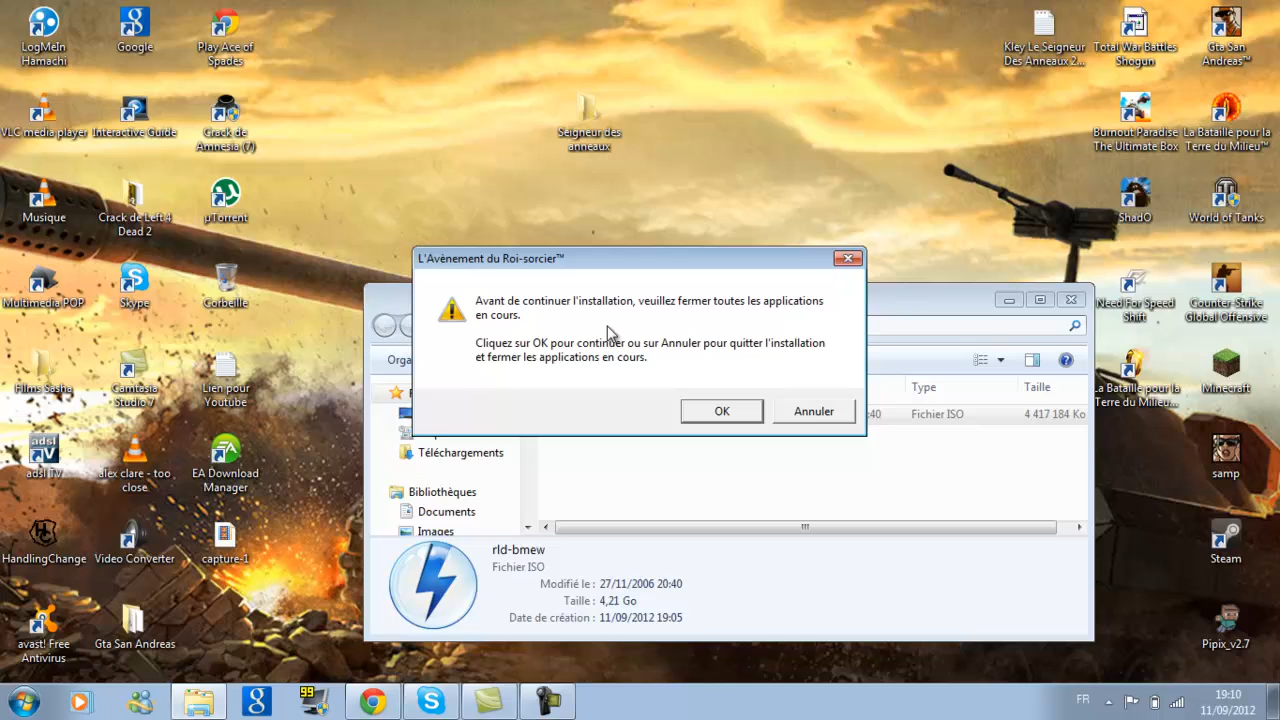 LogMeIn
Hamachi
Google
Play Ace of
Spades
Kley Le Seigneur
Des Anneaux 2...
Total War Battles
Shogun
Gta San
Andreas™
VLC media player
Interactive Guide
Crack de
Amnesia (7)
Seigneur des
anneaux
Burnout Paradise
The Ultimate Box
La Bataille pour la
Terre du Milieu™
Musique
Crack de Left 4
Dead 2
µTorrent
ShadO
World of Tanks
L'Avènement du Roi-sorcier™
Avant de continuer l'installation, veuillez fermer toutes les applications
en cours.
Cliquez sur OK pour continuer ou sur Annuler pour quitter l'installation
et fermer les applications en cours.
OK
Annuler
Multimedia POP
Skype
Corbeille
Need For Speed
Shift
Counter-Strike
Global Offensive
Orga
Type
Taille
40
Fichier ISO
4 417 184 Ko
Films Sasha
Camtasia
Studio 7
Lien pour
Youtube
La Bataille pour la
Terre du Milieu...
Minecraft
Téléchargements
adsl TV
alex clare - too
close
EA Download
Manager
samp
Bibliothèques
Documents
Images
HandlingChange
Video Converter
capture-1
Steam
rld-bmew
Fichier ISO
Modifié le : 27/11/2006 20:40
Taille : 4,21 Go
Date de création : 11/09/2012 19:05
avast! Free
Antivirus
Gta San Andreas
Pipix_v2.7
99
FR
19:10
11/09/2012